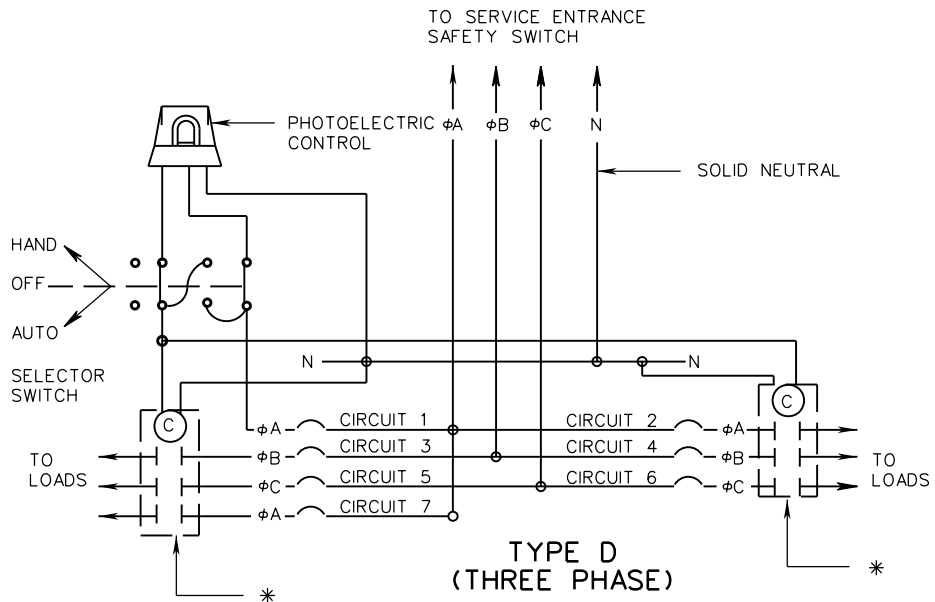 TO SERVICE ENTRANCE
SAFETY SWITCH
PHOTOELECTRIC
CONTROL
φA φB φC N
SOLID NEUTRAL
HAND
OFF
AUTO
SELECTOR
SWITCH
N N
C
C
φA CIRCUIT 1 CIRCUIT 2 φA
φB CIRCUIT 3 CIRCUIT 4 φB
φC CIRCUIT 5 CIRCUIT 6 φC
φA CIRCUIT 7
TO
LOADS
TO
LOADS
TYPE D
(THREE PHASE)
*
*